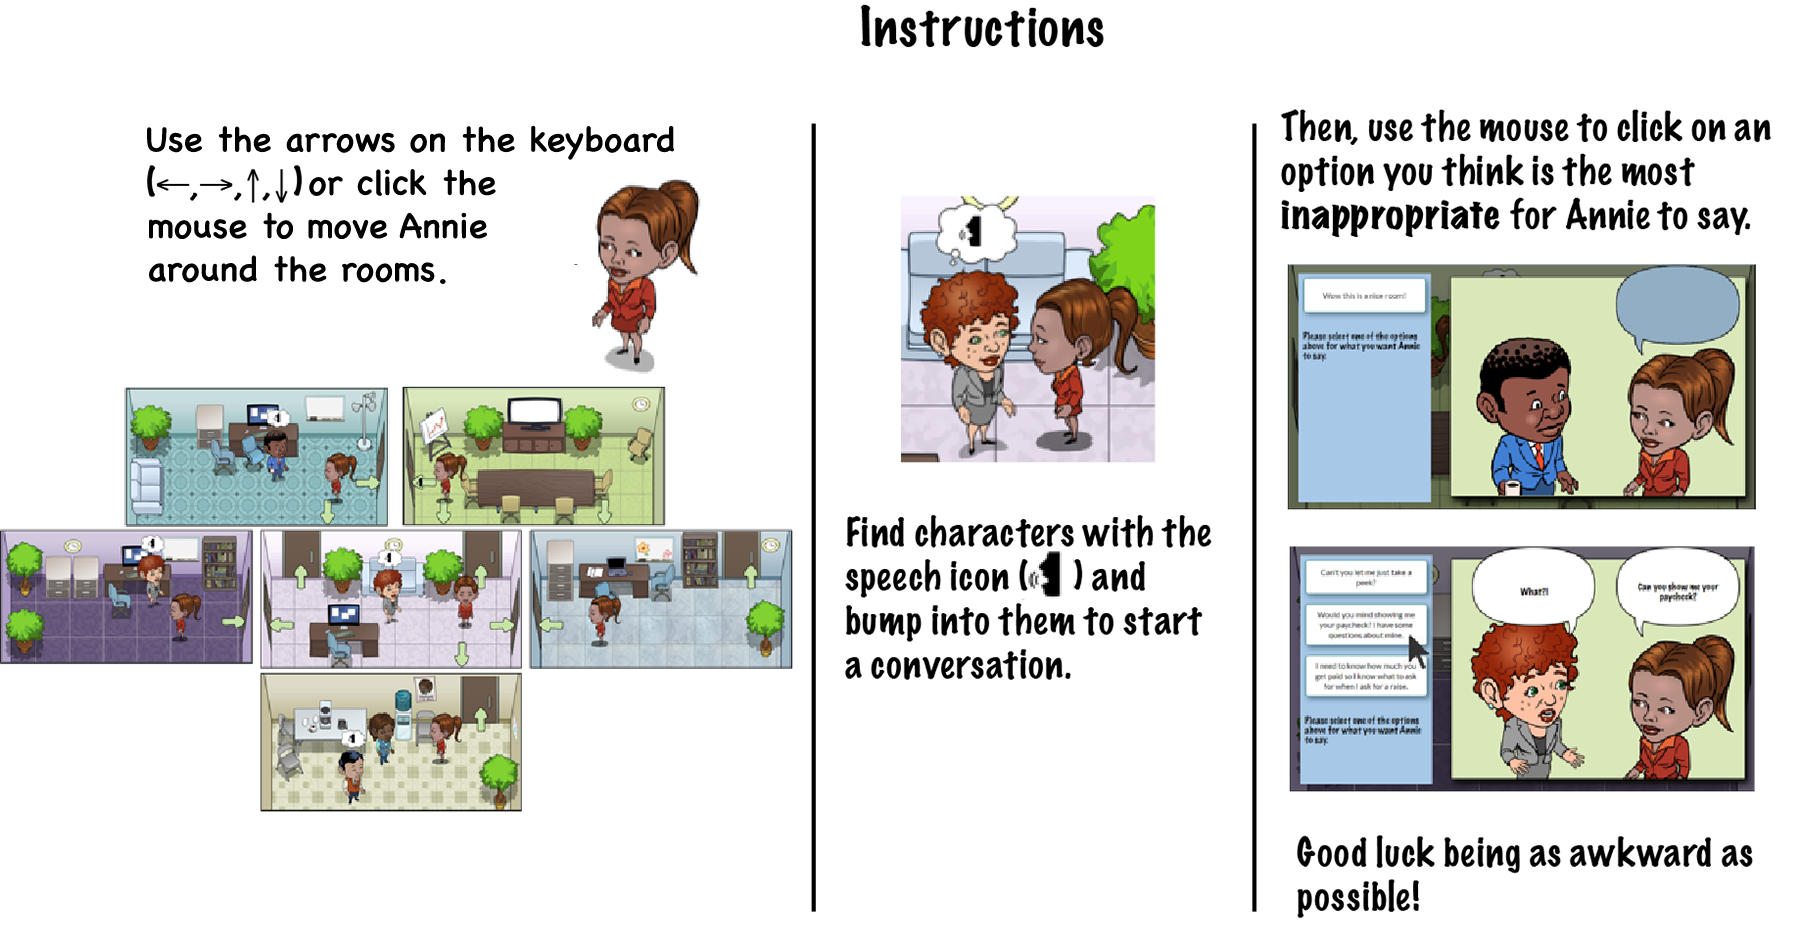 Instructions
Use the arrows on the keyboard
(←,→,↑,↓) or click the
mouse to move Annie
around the rooms.
Find characters with the
speech icon ( ) and
bump into them to start
a conversation.
Then, use the mouse to click on an
option you think is the most
inappropriate for Annie to say.
Wow this is a nice room!
Please select one of the options
above for what you want Annie
to say.
Can't you let me just take a
peek?
Would you mind showing me
your paycheck? I have some
questions about mine.
I need to know how much you
get paid so I know what to ask
for when I ask for a raise.
Please select one of the options
above for what you want Annie
to say.
What?!
Can you show me your
paycheck?
Good luck being as awkward as
possible!